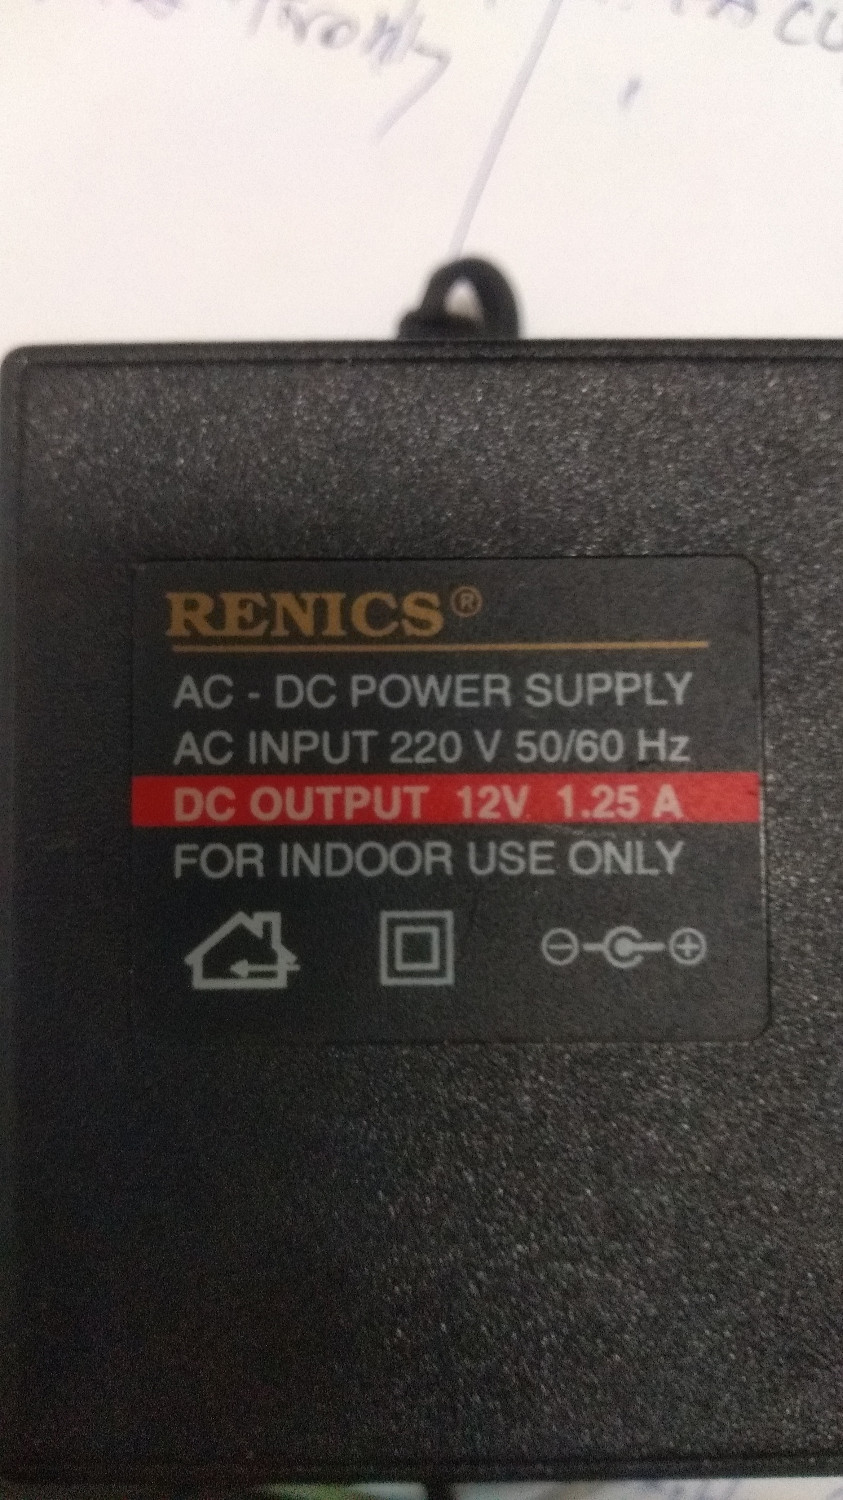 RENICS®
AC - DC POWER SUPPLY
AC INPUT 220 V 50/60 Hz
DC OUTPUT 12V 1.25 A
FOR INDOOR USE ONLY